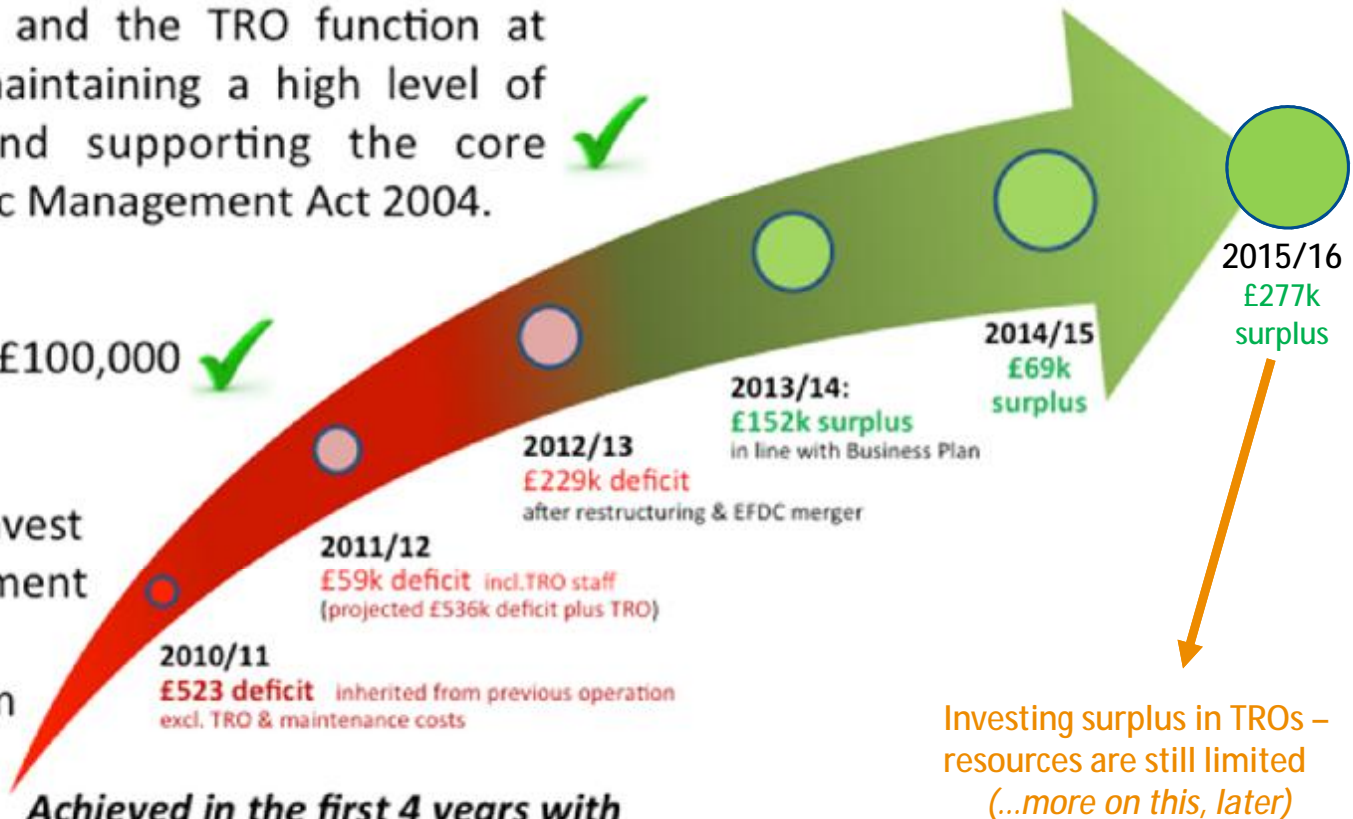 and the TRO function at
maintaining a high level of
and supporting the core
c Management Act 2004.
£100,000
vest
ment
2015/16
£277k
surplus
2014/15
£69k
surplus
2013/14:
£152k surplus
in line with Business Plan
2012/13
£229k deficit
after restructuring & EFDC merger
2011/12
£59k deficit incl.TRO staff
(projected £536k deficit plus TRO)
2010/11
£523 deficit inherited from previous operation
excl. TRO & maintenance costs
Investing surplus in TROs –
resources are still limited
(...more on this, later)
Achieved in the first 4 years with